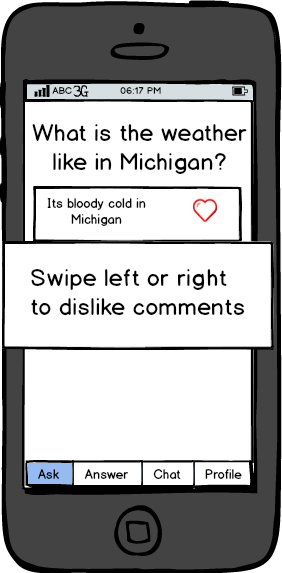 ABC 3G 06:17 PM
What is the weather
like in Michigan?
Its bloody cold in
Michigan
Swipe left or right
to dislike comments
Ask Answer Chat Profile